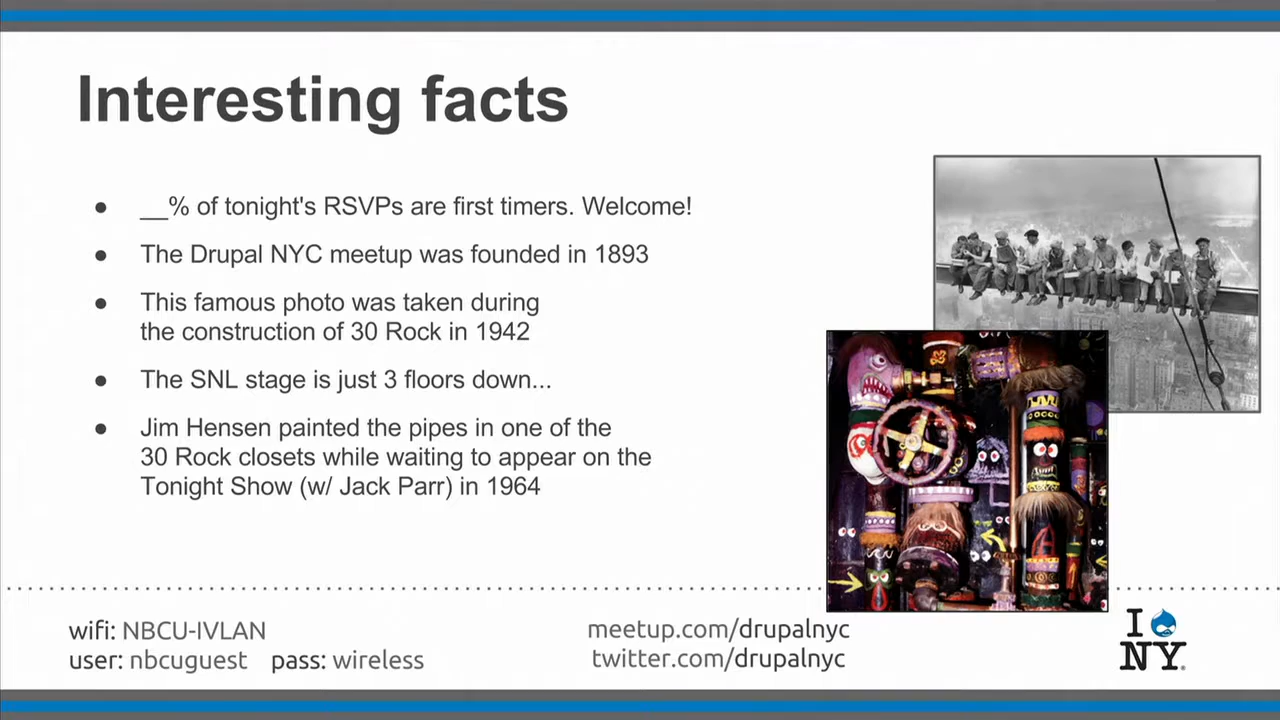 Interesting facts
● __% of tonight's RSVPs are first timers. Welcome!
● The Drupal NYC meetup was founded in 1893
● This famous photo was taken during
the construction of 30 Rock in 1942
● The SNL stage is just 3 floors down...
● Jim Hensen painted the pipes in one of the
30 Rock closets while waiting to appear on the
Tonight Show (w/ Jack Parr) in 1964
wifi: NBCU-IVLAN
user: nbcuguest pass: wireless
meetup.com/drupalnyc
twitter.com/drupalnyc
I
NY